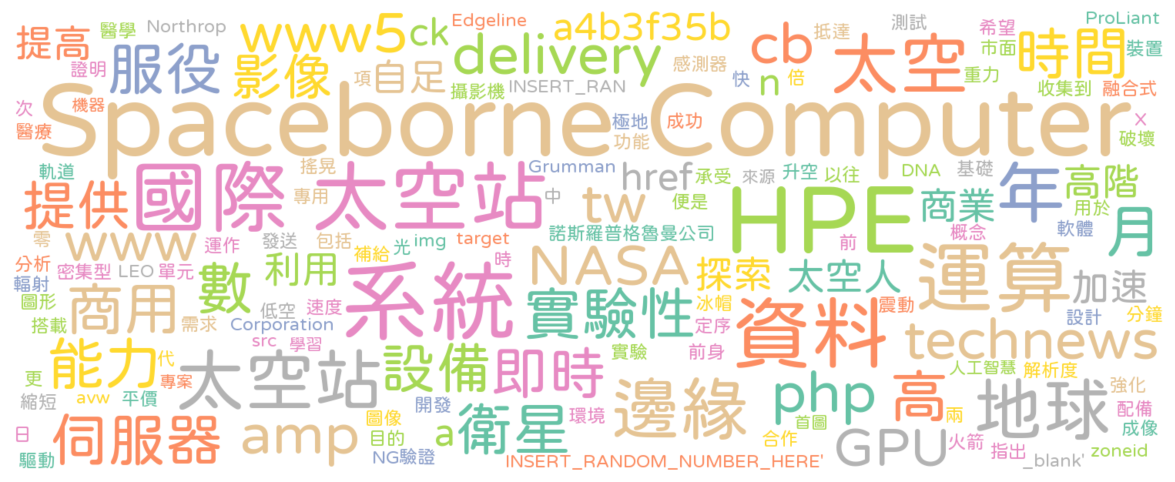 提高 醫學 Northrop www5 ck Edgeline a4b3f35b cb 抵達 太空 測試 希望 時間 ProLiant
證明 服役 影像 項 自足 delivery 感測器 n 快 倍 重力 市面 裝置
次 機器 攝影機 INSERT_RAN 收集到 融合式
醫療 Spaceborne Computer 極地 成功 功能 X 破壞
軌道 搖晃 Grumman 升空 以往 DNA 基礎
提供 國際 太空站 專用 中 href 承受 來源 便是 商業 年 高階 用於
零 www 運作 發送 包括 光 img target 諾斯羅普格魯曼公司 tw HPE 前 概念 軟體 月
分析 密集型 LEO 單元 補給 時 NASA 探索 太空人 運算 加速
輻射 圖形 數 利用 系統 實驗性 冰帽 震動
搭載 商用 需求 低空 速度 Corporation 定序 資料 設計 分鐘
src 學習 technews
能力 代 太空站 設備 即時 實驗 前身 人工智慧 解析度
更 縮短 avw 平價 專案 邊緣 php 高 地球 強化
圖像 開發 環境 首圖 兩 配備 成像
日 伺服器 amp 目的 a 衛星 合作 GPU 火箭 指出 zoneid
驅動 NG驗證 INSERT_RANDOM_NUMBER_HERE' _blank'